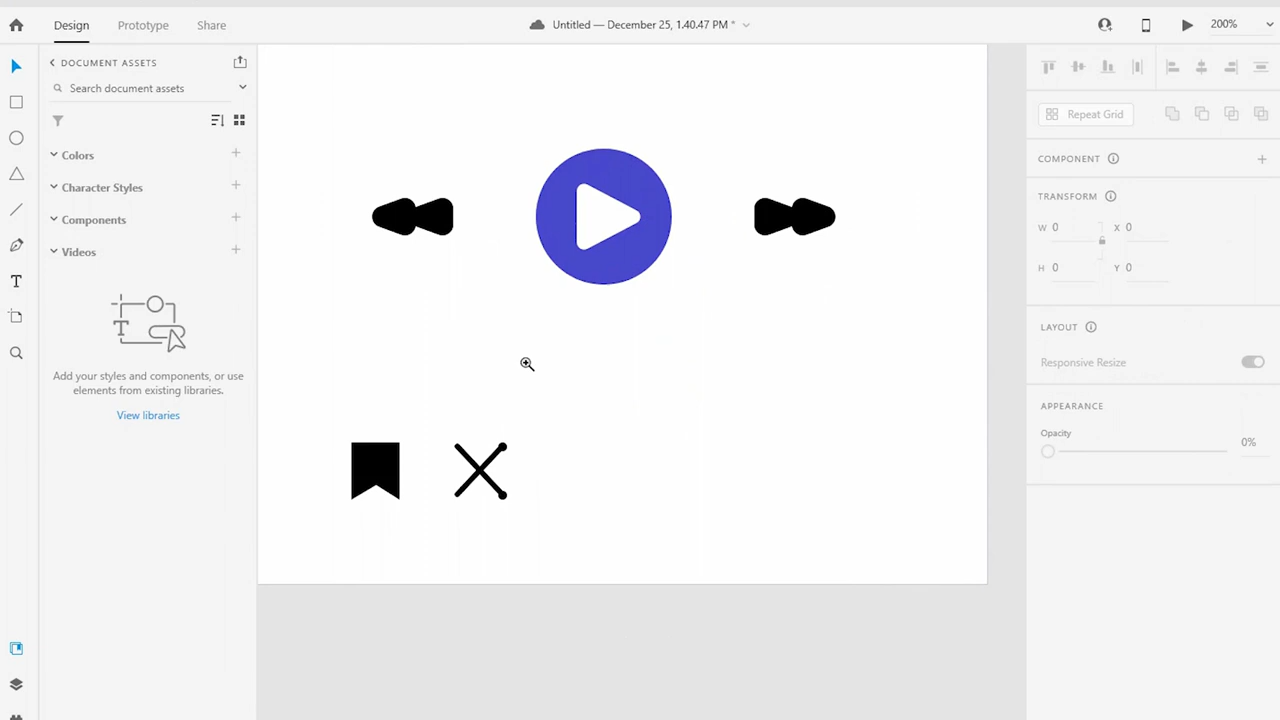 Design
Prototype
Share
Untitled — December 25, 1.40.47 PM *
200%
DOCUMENT ASSETS
Search document assets
Colors
Character Styles
Components
Videos
T
Add your styles and components, or use
elements from existing libraries.
View libraries
T
Repeat Grid
COMPONENT
TRANSFORM
W 0
X 0
H 0
Y 0
LAYOUT
Responsive Resize
APPEARANCE
Opacity
0%